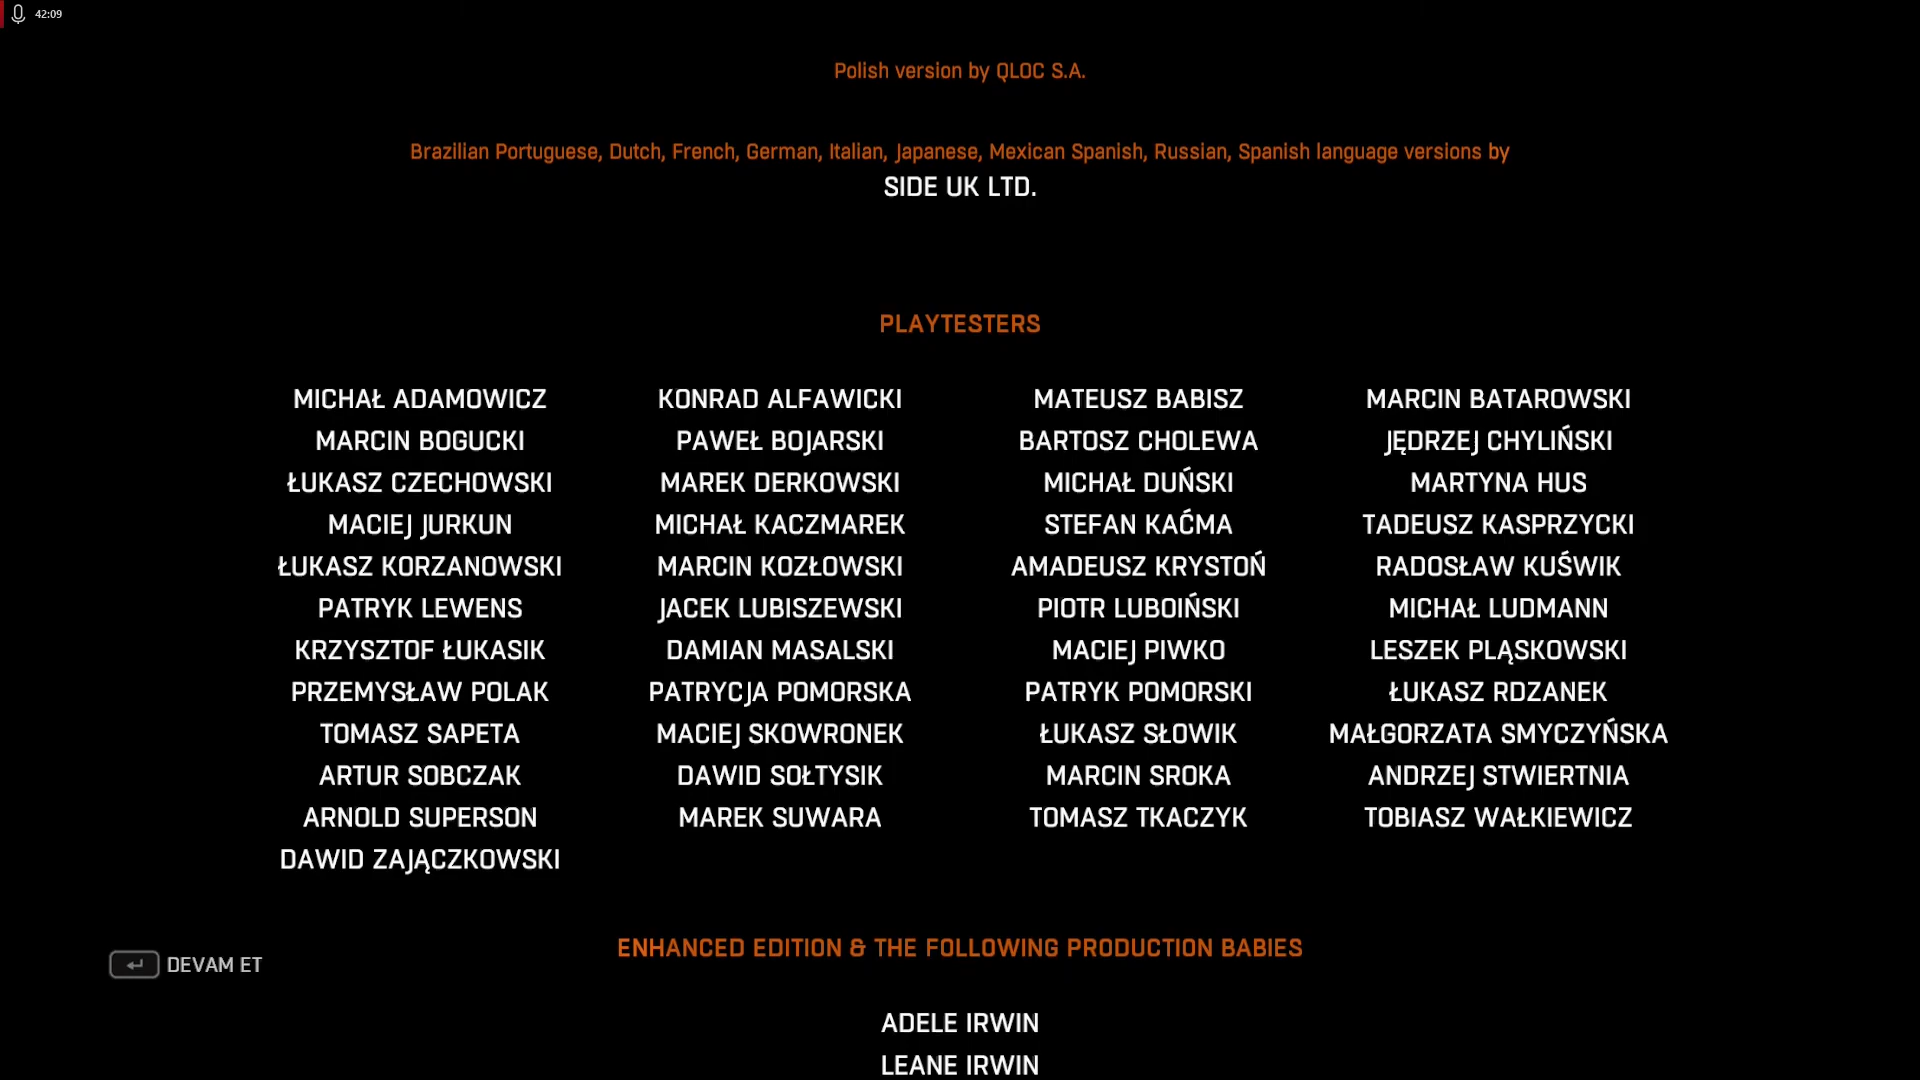 42:09
Polish version by QLOC S.A.
Brazilian Portuguese, Dutch, French, German, Italian, Japanese, Mexican Spanish, Russian, Spanish language versions by
SIDE UK LTD.
PLAYTESTERS
MICHAŁ ADAMOWICZ KONRAD ALFAWICKI MATEUSZ BABISZ MARCIN BATAROWSKI
MARCIN BOGUCKI PAWEŁ BOJARSKI BARTOSZ CHOLEWA JĘDRZEJ CHYLIŃSKI
ŁUKASZ CZECHOWSKI MAREK DERKOWSKI MICHAŁ DUŃSKI MARTYNA HUS
MACIEJ JURKUN MICHAŁ KACZMAREK STEFAN KAĆMA TADEUSZ KASPRZYCKI
ŁUKASZ KORZANOWSKI MARCIN KOZŁOWSKI AMADEUSZ KRYSTOŃ RADOSŁAW KUŚWIK
PATRYK LEWENS JACEK LUBISZEWSKI PIOTR LUBOIŃSKI MICHAŁ LUDMANN
KRZYSZTOF ŁUKASIK DAMIAN MASALSKI MACIEJ PIWKO LESZEK PLĄSKOWSKI
PRZEMYSŁAW POLAK PATRYCJA POMORSKA PATRYK POMORSKI ŁUKASZ RDZANEK
TOMASZ SAPETA MACIEJ SKOWRONEK ŁUKASZ SŁOWIK MAŁGORZATA SMYCZYŃSKA
ARTUR SOBCZAK DAWID SOŁTYSIK MARCIN SROKA ANDRZEJ STWIERTNIA
ARNOLD SUPERSON MAREK SUWARA TOMASZ TKACZYK TOBIASZ WAŁKIEWICZ
DAWID ZAJĄCZKOWSKI
ENHANCED EDITION & THE FOLLOWING PRODUCTION BABIES
DEVAM ET
ADELE IRWIN
LEANE IRWIN